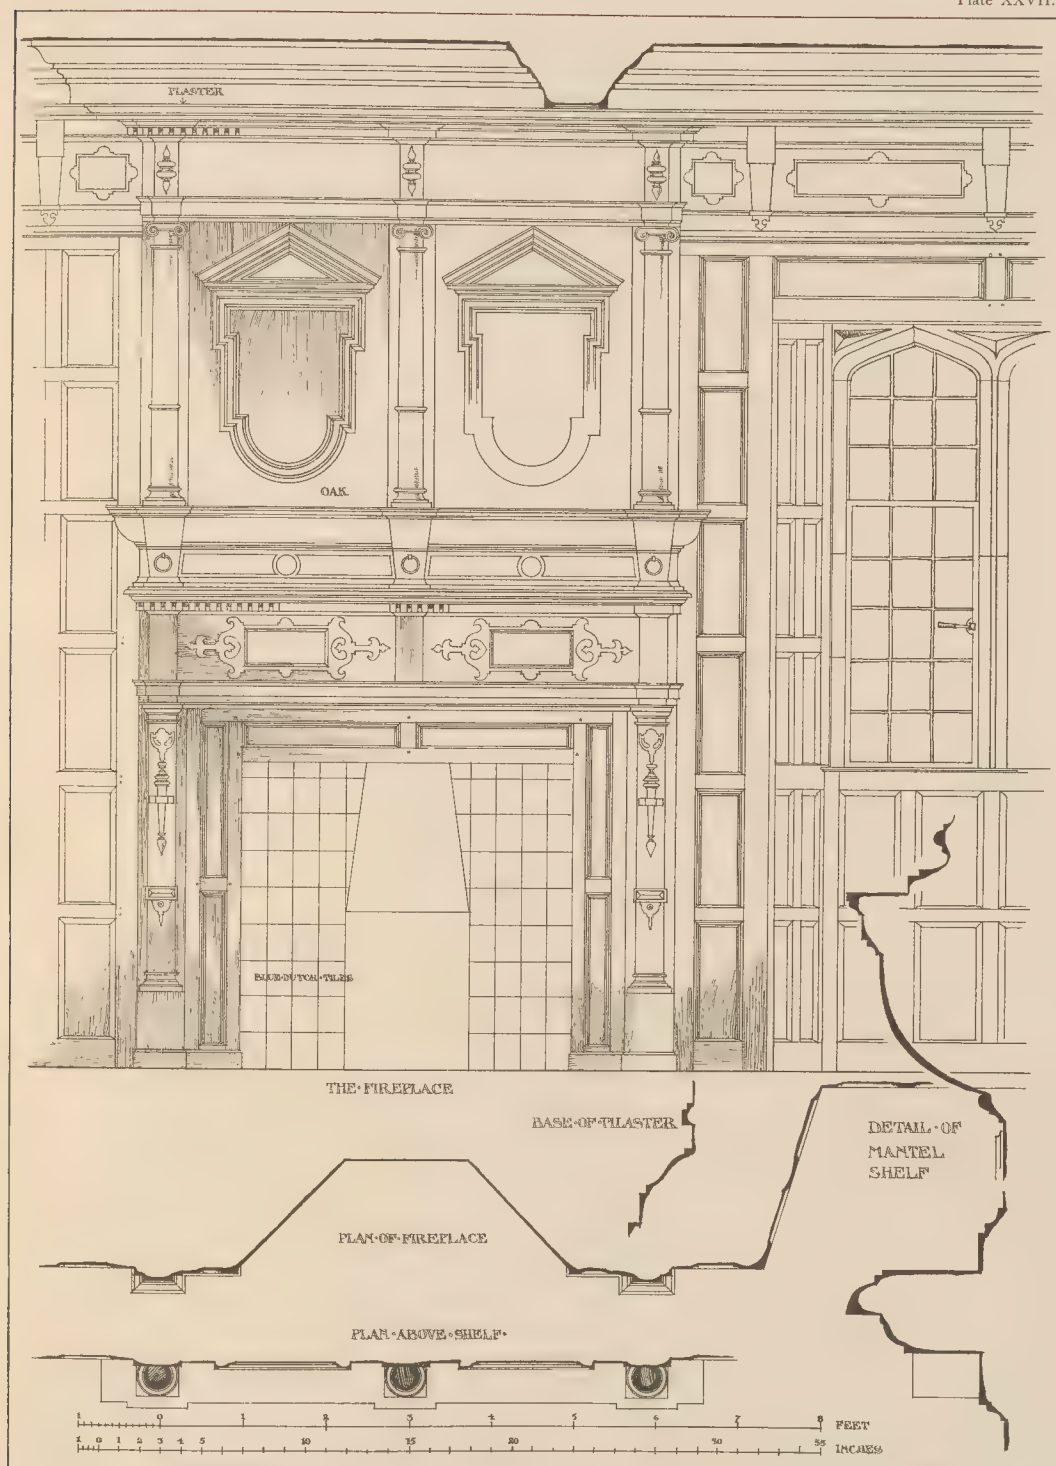 Plate XXVII.
PLASTER
OAK
BLUE·DUTCH·TILES
THE·FIREPLACE
BASE·OF·PILASTER
DETAIL·OF
MANTEL
SHELF
PLAN·OF·FIREPLACE
PLAN·ABOVE·SHELF·
1 0 1 2 3 4 5 6 7 8 FEET
1 0 1 2 3 4 5 10 15 20 30 35 INCHES